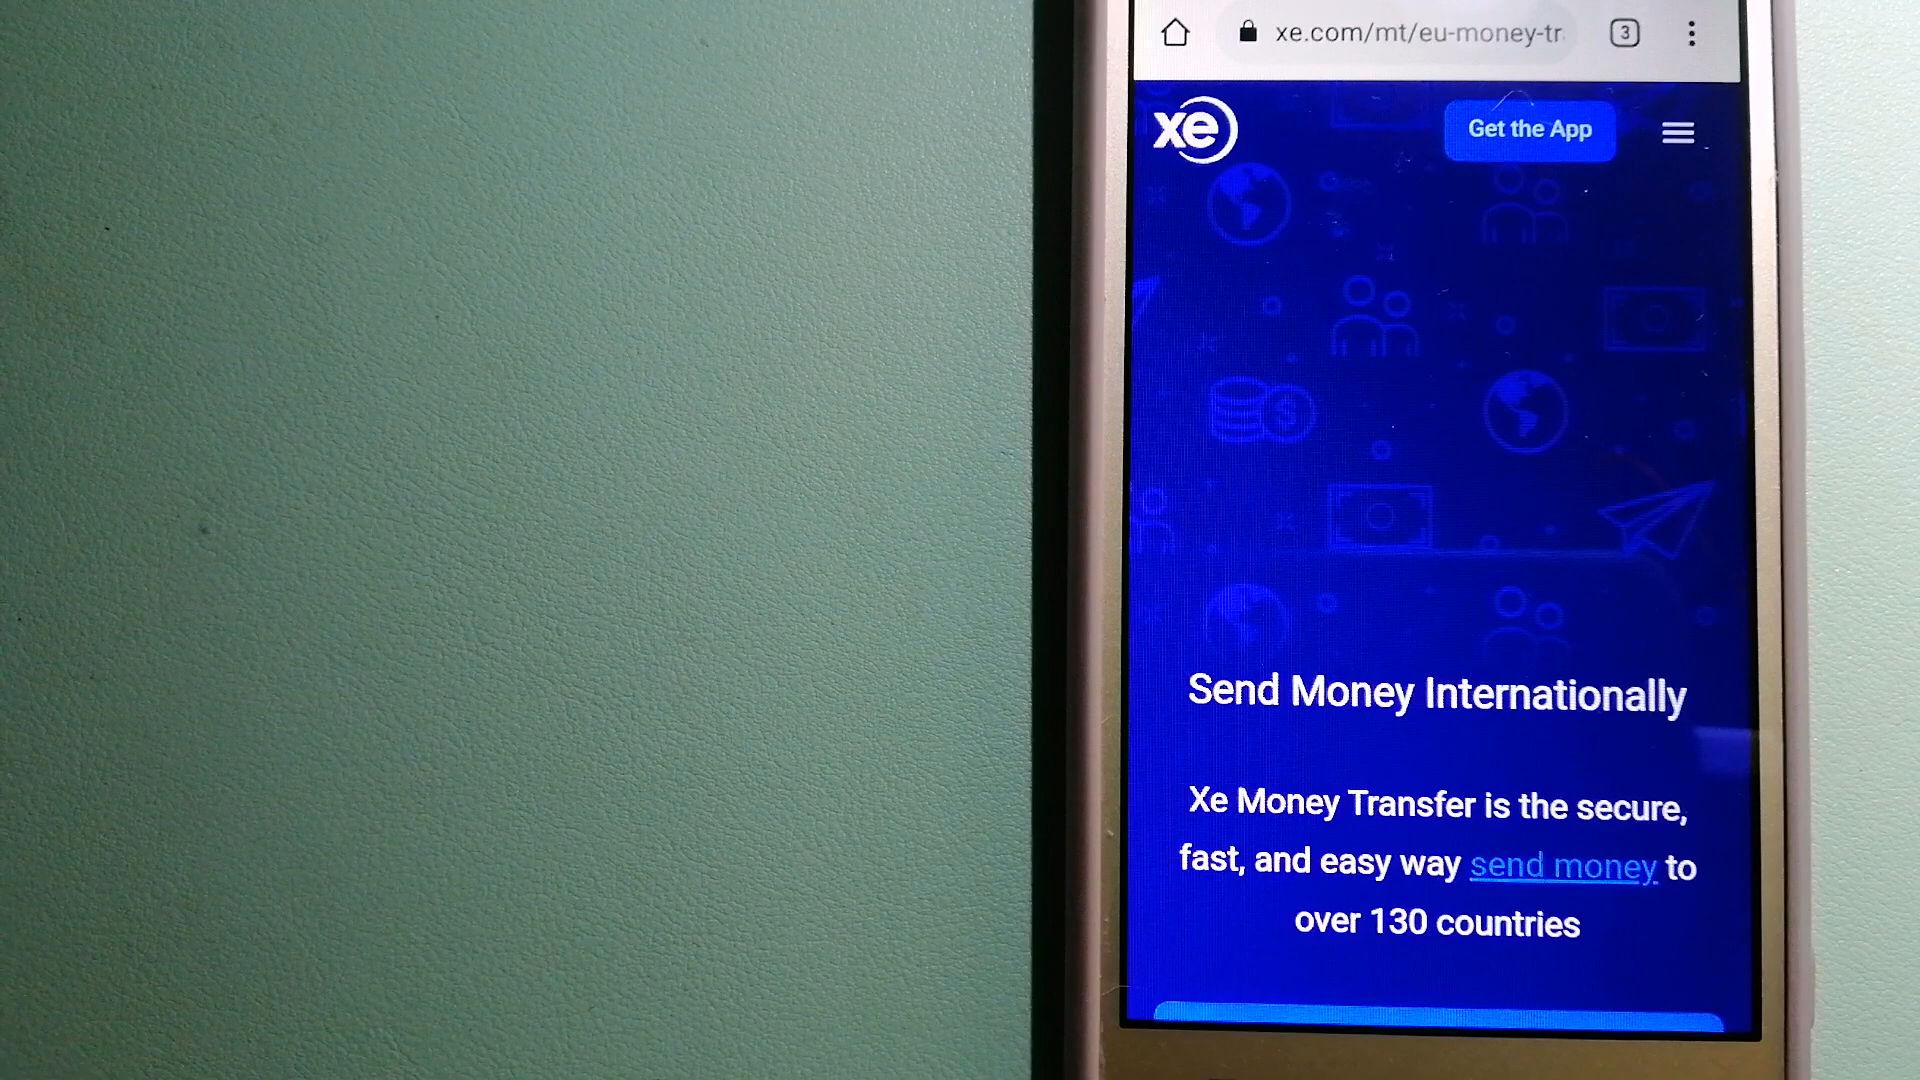 xe.com/mt/eu-money-tr
3
xe
Get the App
Send Money Internationally
Xe Money Transfer is the secure,
fast, and easy way send money to
over 130 countries